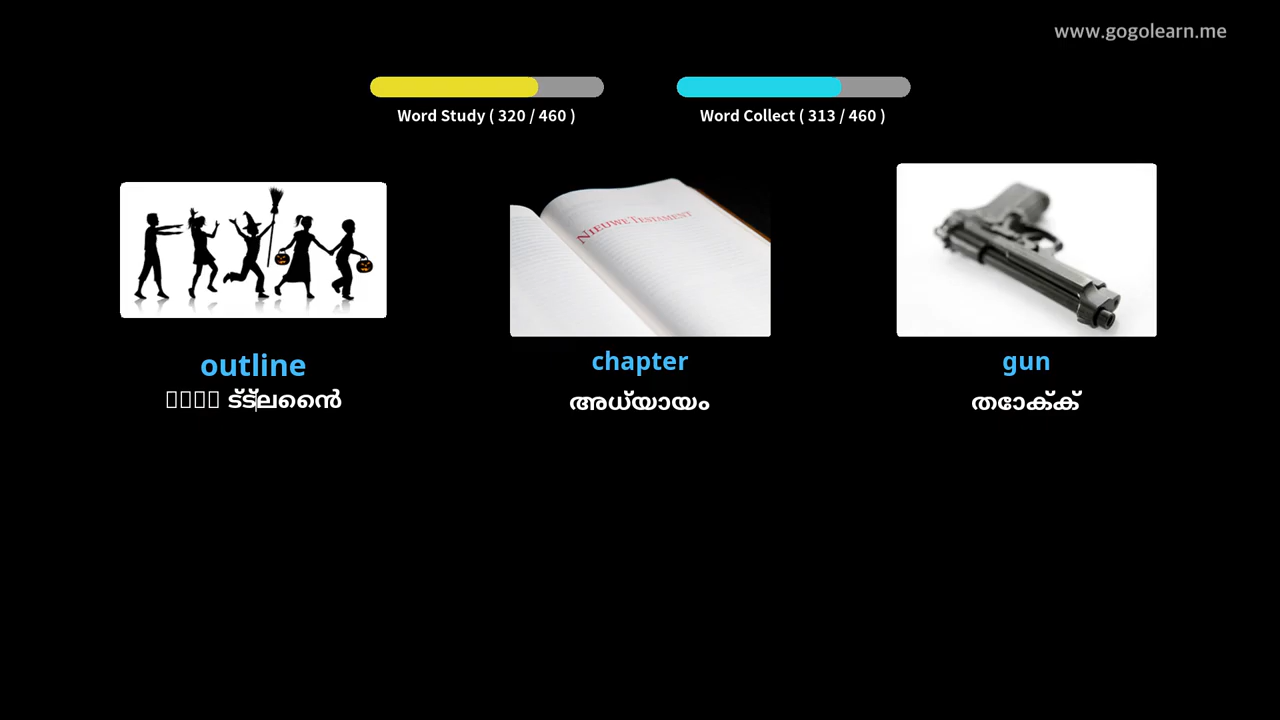 www.gogolearn.me
Word Study ( 320 / 460 )
Word Collect ( 313 / 460 )
NIEUWE TESTAMENT
outline
chapter
gun
അധ്യായം
തോക്ക്